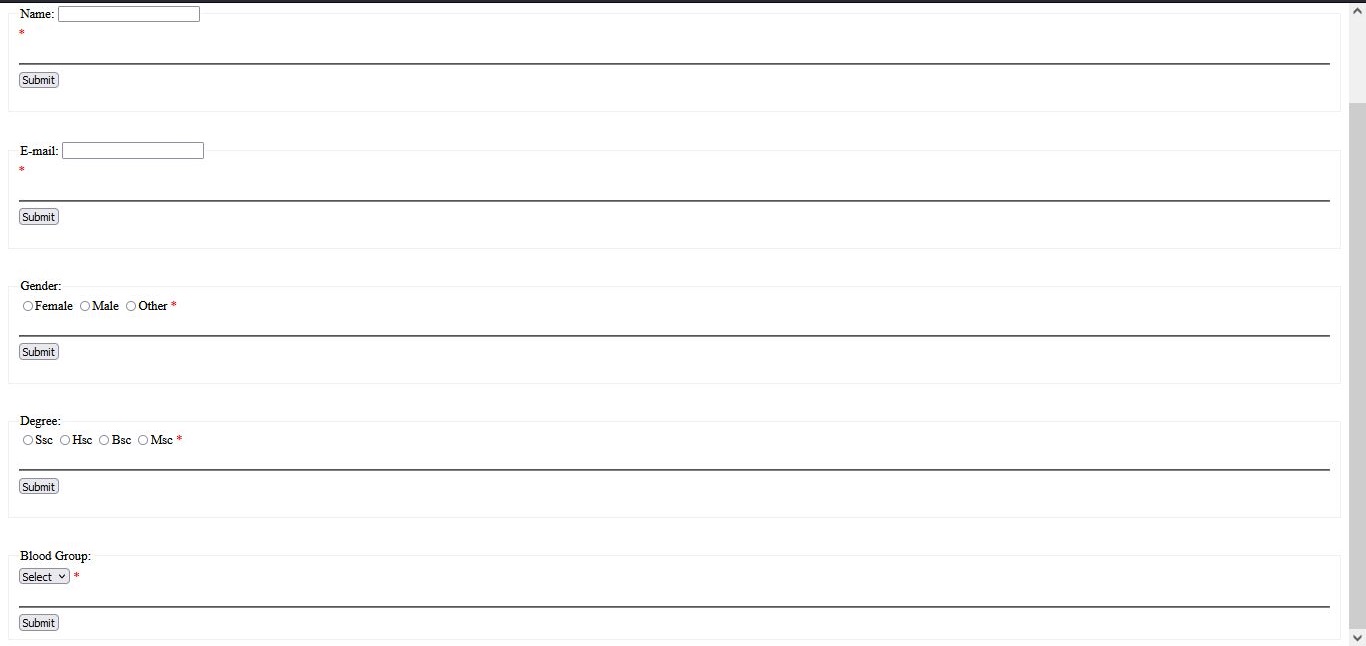 Name:
*
Submit
E-mail:
*
Submit
Gender:
Female Male Other *
Submit
Degree:
Ssc Hsc Bsc Msc *
Submit
Blood Group:
Select *
Submit